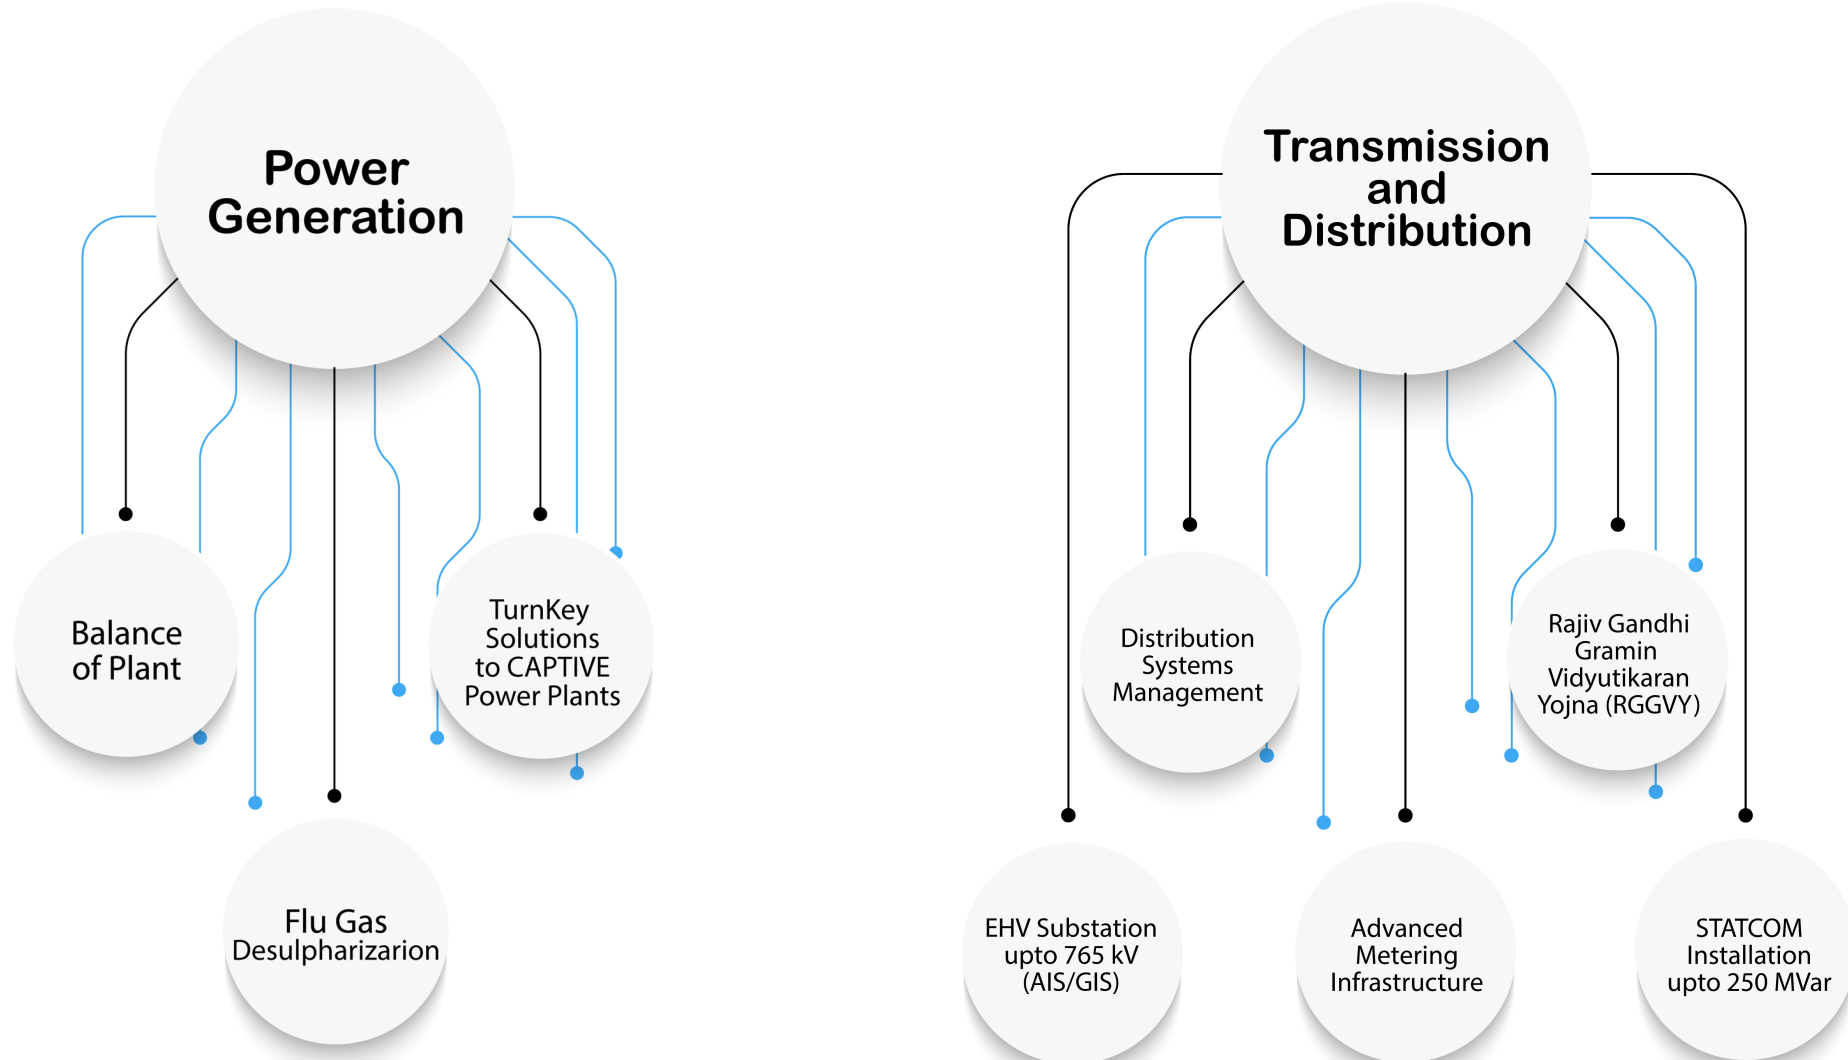 Power
Generation
Balance
of Plant
TurnKey
Solutions
to CAPTIVE
Power Plants
Flu Gas
Desulpharizarion
Transmission
and
Distribution
Distribution
Systems
Management
Rajiv Gandhi
Gramin
Vidyutikaran
Yojna (RGGVY)
EHV Substation
upto 765 kV
(AIS/GIS)
Advanced
Metering
Infrastructure
STATCOM
Installation
upto 250 MVar